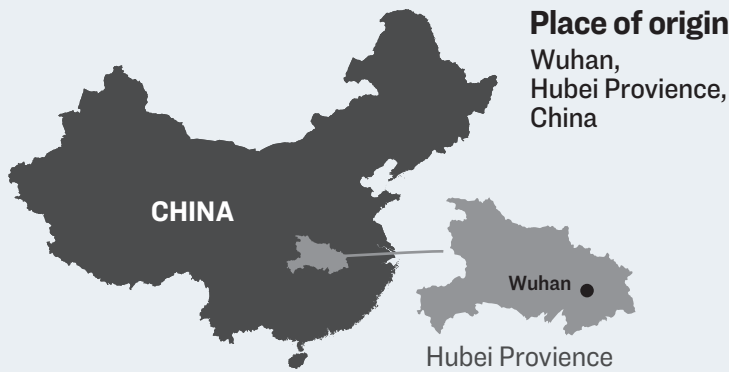 Place of origin
Wuhan,
Hubei Provience,
China
CHINA
Wuhan
Hubei Provience